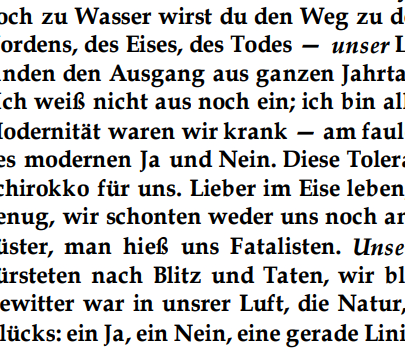 och zu Wasser wirst du den Weg zu d
ordens, des Eises, des Todes — unser L
anden den Ausgang aus ganzen Jahrta
ch weiß nicht aus noch ein; ich bin all
odernität waren wir krank — am faul
es modernen Ja und Nein. Diese Tolera
chirokko für uns. Lieber im Eise leben
enug, wir schonten weder uns noch an
üster, man hieß uns Fatalisten. Unse
ürsteten nach Blitz und Taten, wir bl
ewitter war in unsrer Luft, die Natur,
lücks: ein Ja, ein Nein, eine gerade Lini